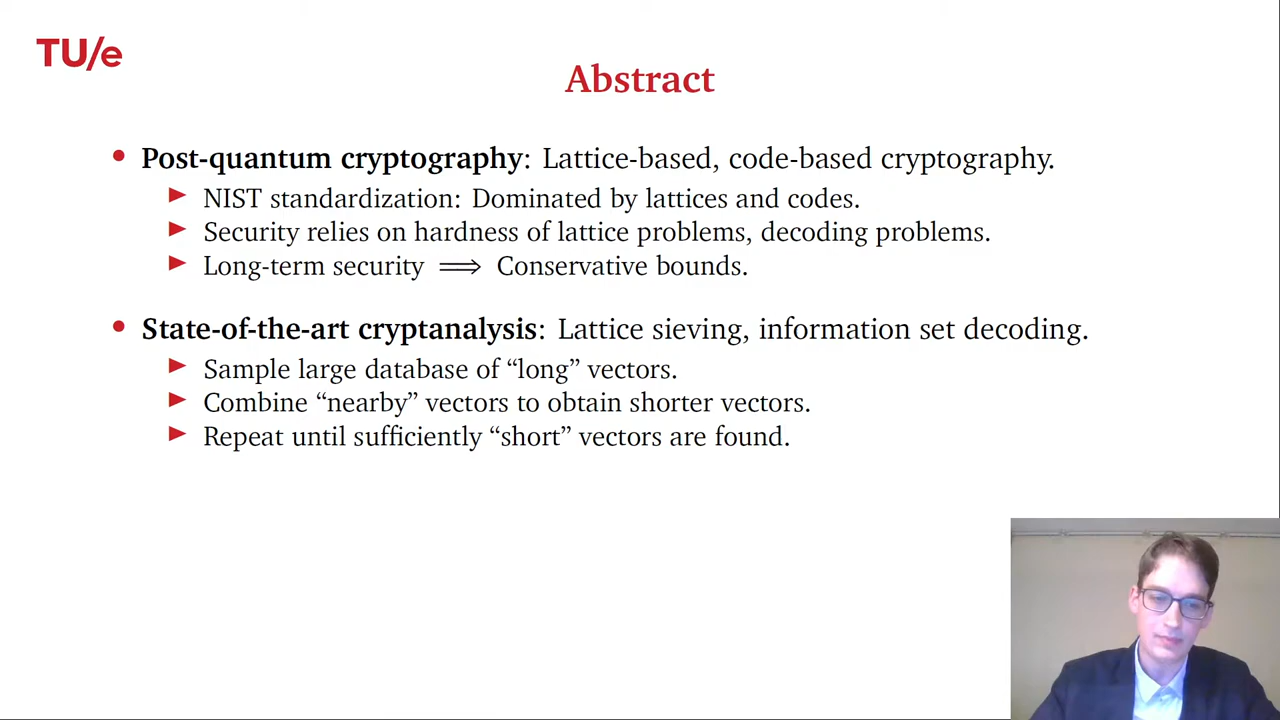 TU/e
Abstract
• Post-quantum cryptography: Lattice-based, code-based cryptography.
▶ NIST standardization: Dominated by lattices and codes.
▶ Security relies on hardness of lattice problems, decoding problems.
▶ Long-term security ⟹ Conservative bounds.
• State-of-the-art cryptanalysis: Lattice sieving, information set decoding.
▶ Sample large database of “long” vectors.
▶ Combine “nearby” vectors to obtain shorter vectors.
▶ Repeat until sufficiently “short” vectors are found.